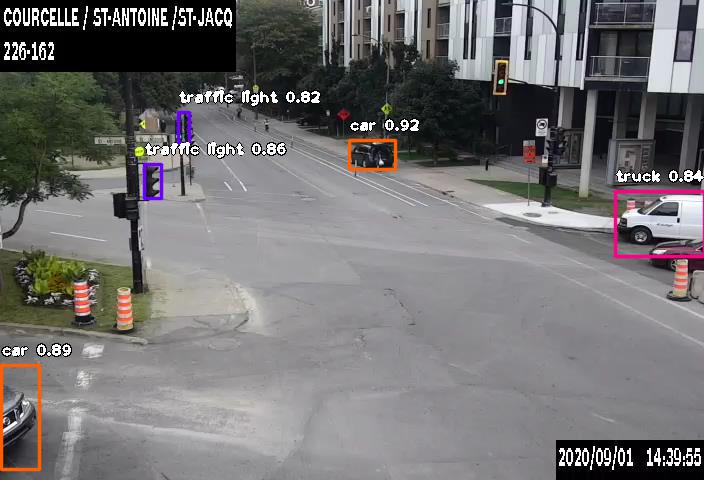 COURCELLE / ST-ANTOINE /ST-JACQ
226-162
traffic light 0.82
car 0.92
traffic light 0.86
truck 0.84
car 0.89
2020/09/01 14:39:55